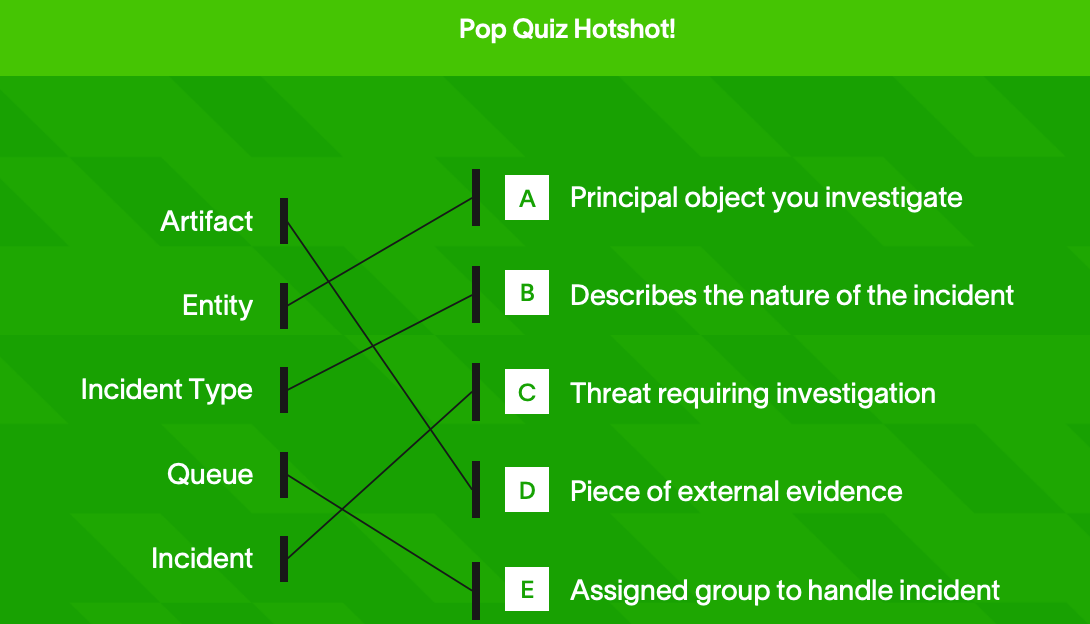 Pop Quiz Hotshot!
Artifact
Entity
Incident Type
Queue
Incident
A Principal object you investigate
B Describes the nature of the incident
C Threat requiring investigation
D Piece of external evidence
E Assigned group to handle incident